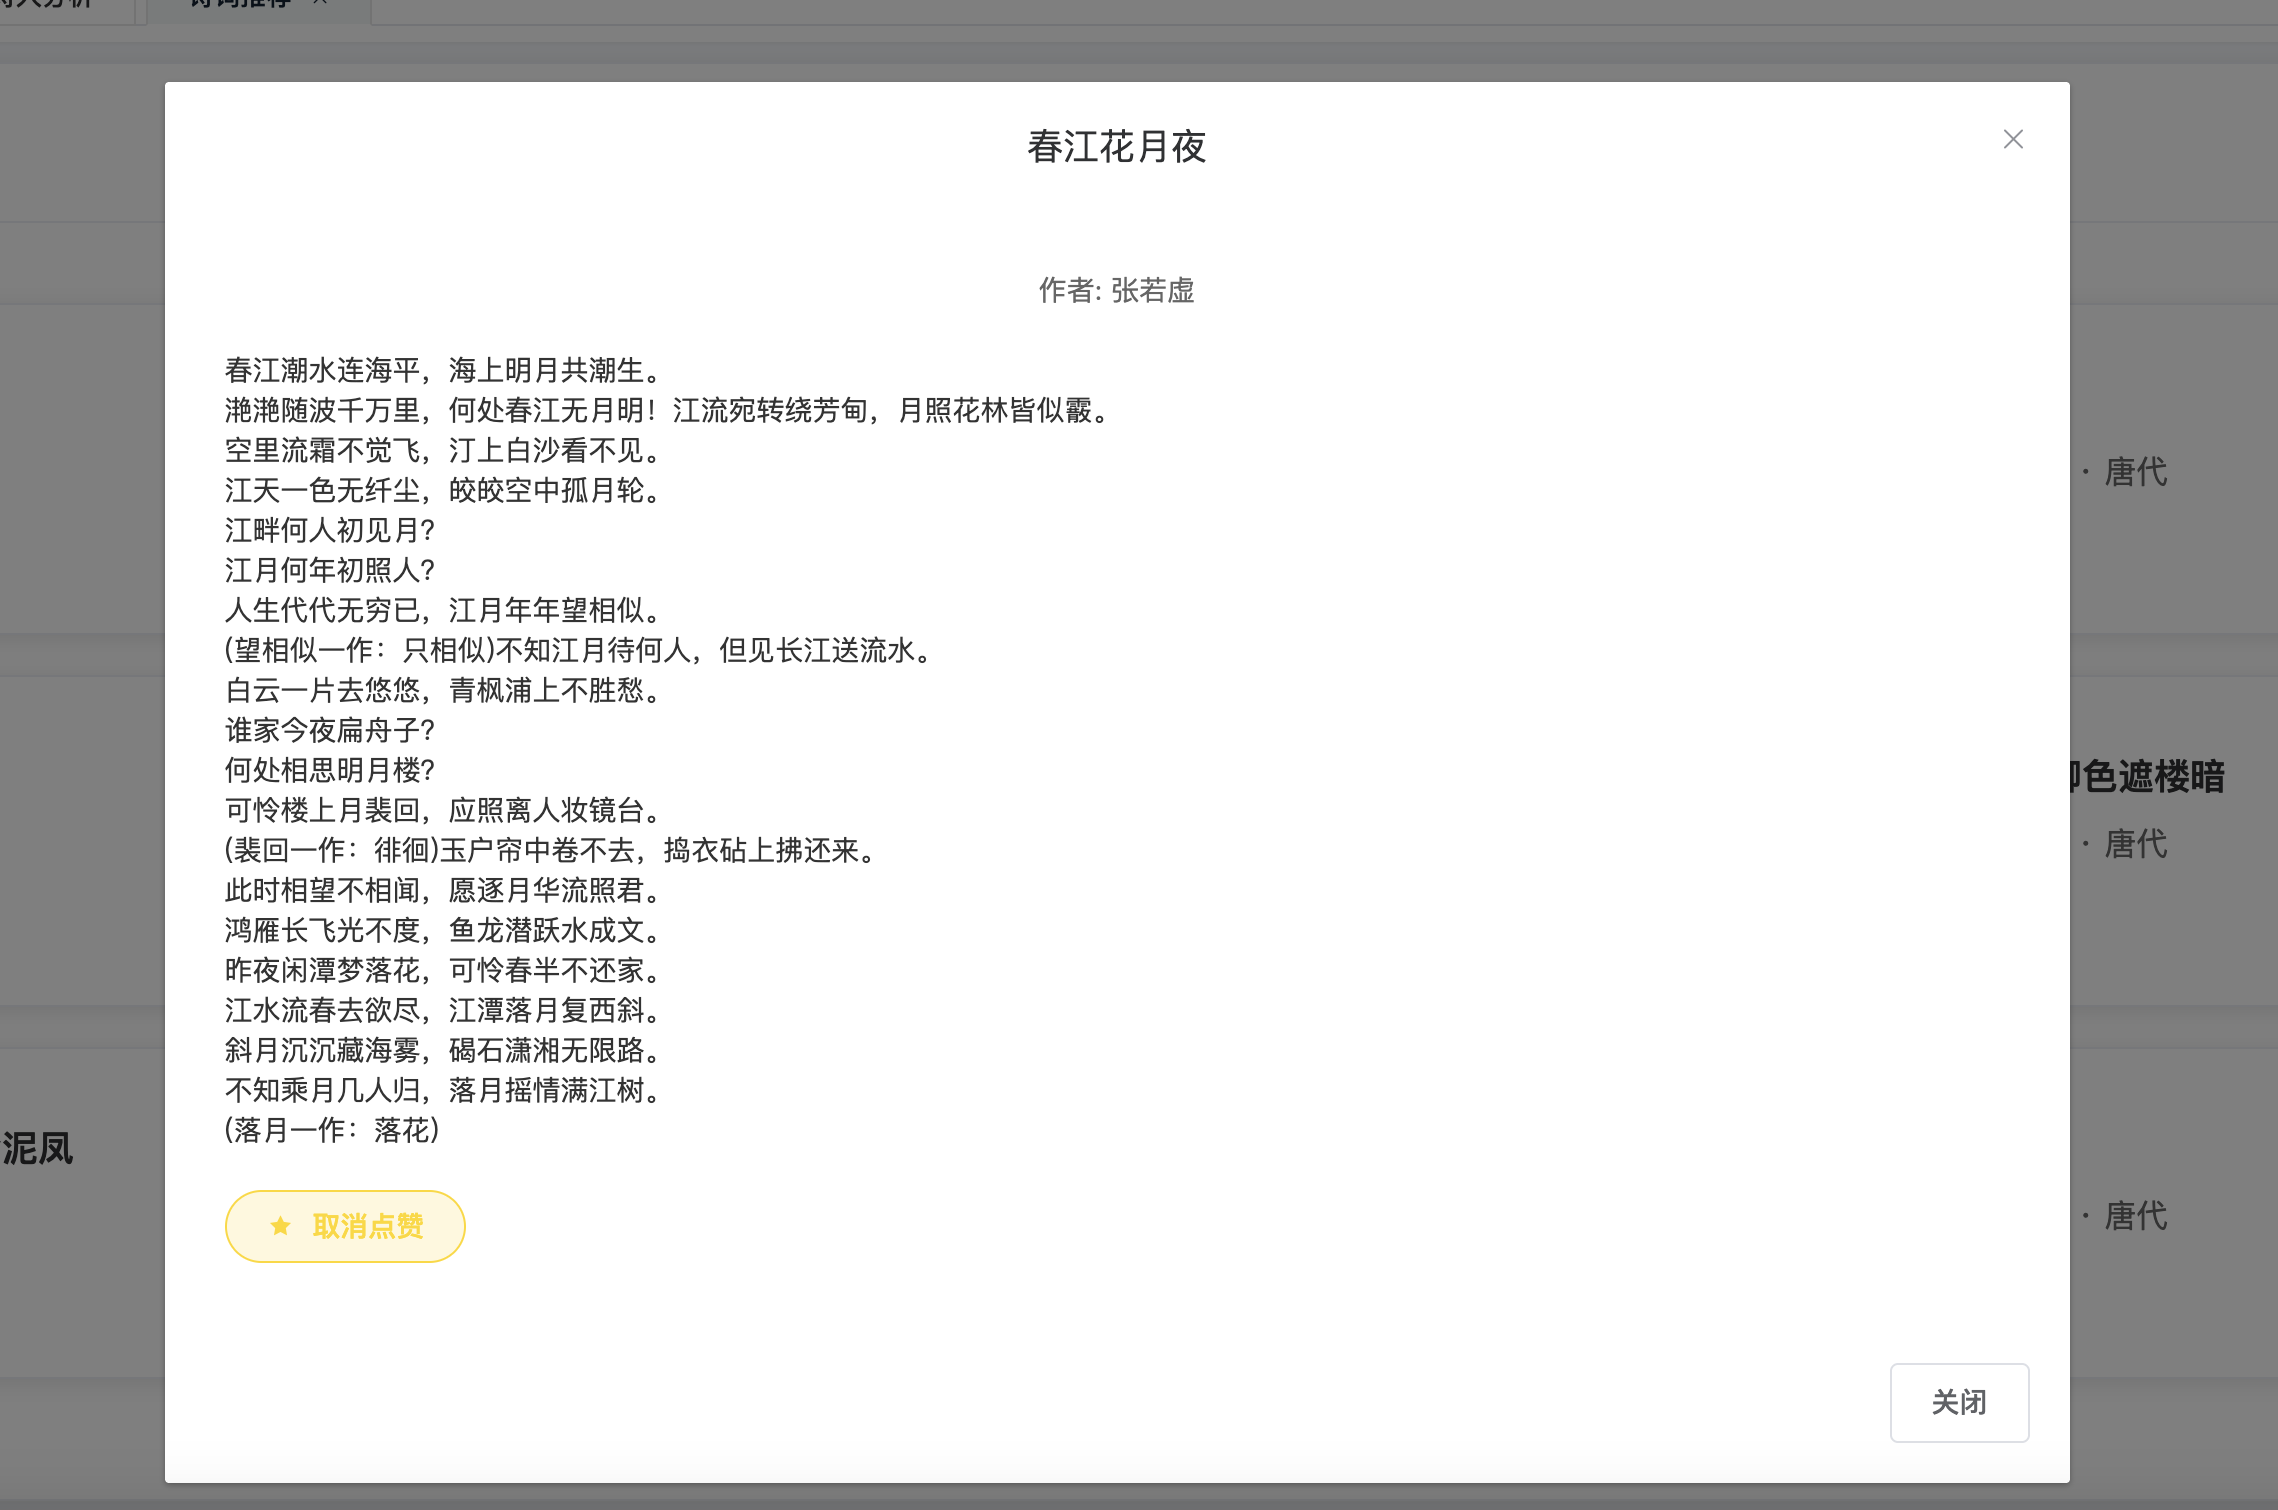 诗词推荐
春江花月夜
作者: 张若虚
春江潮水连海平，海上明月共潮生。
滟滟随波千万里，何处春江无月明！江流宛转绕芳甸，月照花林皆似霰。
空里流霜不觉飞，汀上白沙看不见。
江天一色无纤尘，皎皎空中孤月轮。
江畔何人初见月？
江月何年初照人？
人生代代无穷已，江月年年望相似。
(望相似一作：只相似)不知江月待何人，但见长江送流水。
白云一片去悠悠，青枫浦上不胜愁。
谁家今夜扁舟子？
何处相思明月楼？
可怜楼上月裴回，应照离人妆镜台。
(裴回一作：徘徊)玉户帘中卷不去，捣衣砧上拂还来。
此时相望不相闻，愿逐月华流照君。
鸿雁长飞光不度，鱼龙潜跃水成文。
昨夜闲潭梦落花，可怜春半不还家。
江水流春去欲尽，江潭落月复西斜。
斜月沉沉藏海雾，碣石潇湘无限路。
不知乘月几人归，落月摇情满江树。
(落月一作：落花)
取消点赞
关闭
· 唐代
色遮楼暗
· 唐代
泥凤
· 唐代